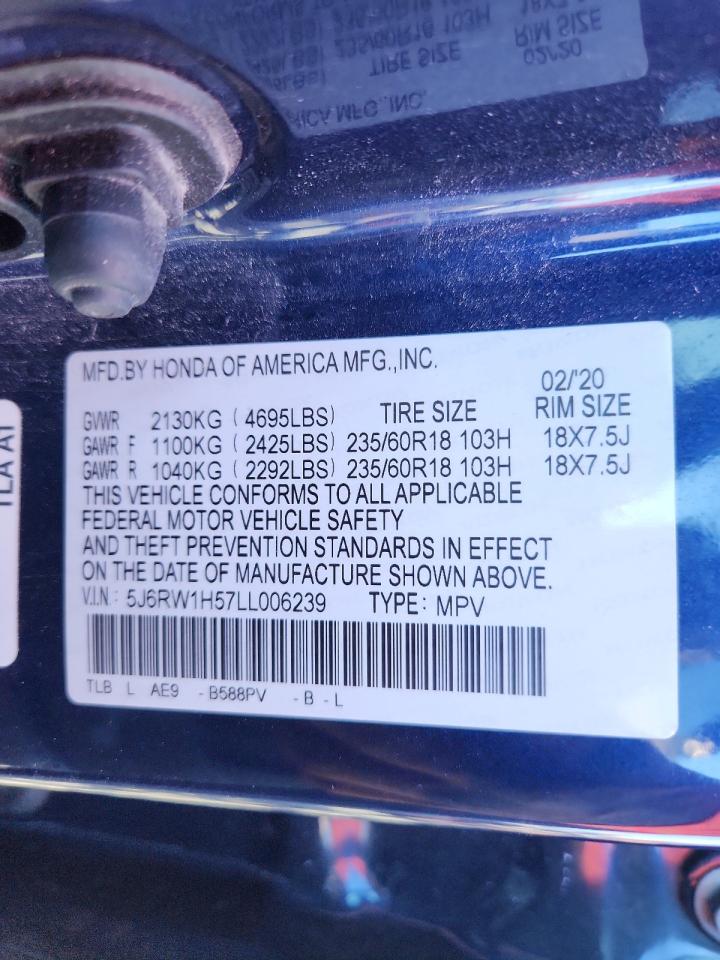 MFD.BY HONDA OF AMERICA MFG.,INC.
02/'20
GVWR 2130KG ( 4695LBS) TIRE SIZE RIM SIZE
GAWR F 1100KG ( 2425LBS) 235/60R18 103H 18X7.5J
GAWR R 1040KG ( 2292LBS) 235/60R18 103H 18X7.5J
THIS VEHICLE CONFORMS TO ALL APPLICABLE
FEDERAL MOTOR VEHICLE SAFETY
AND THEFT PREVENTION STANDARDS IN EFFECT
ON THE DATE OF MANUFACTURE SHOWN ABOVE.
V.I.N: 5J6RW1H57LL006239 TYPE: MPV
TLB L AE9 -B588PV -B -L
TLA A1